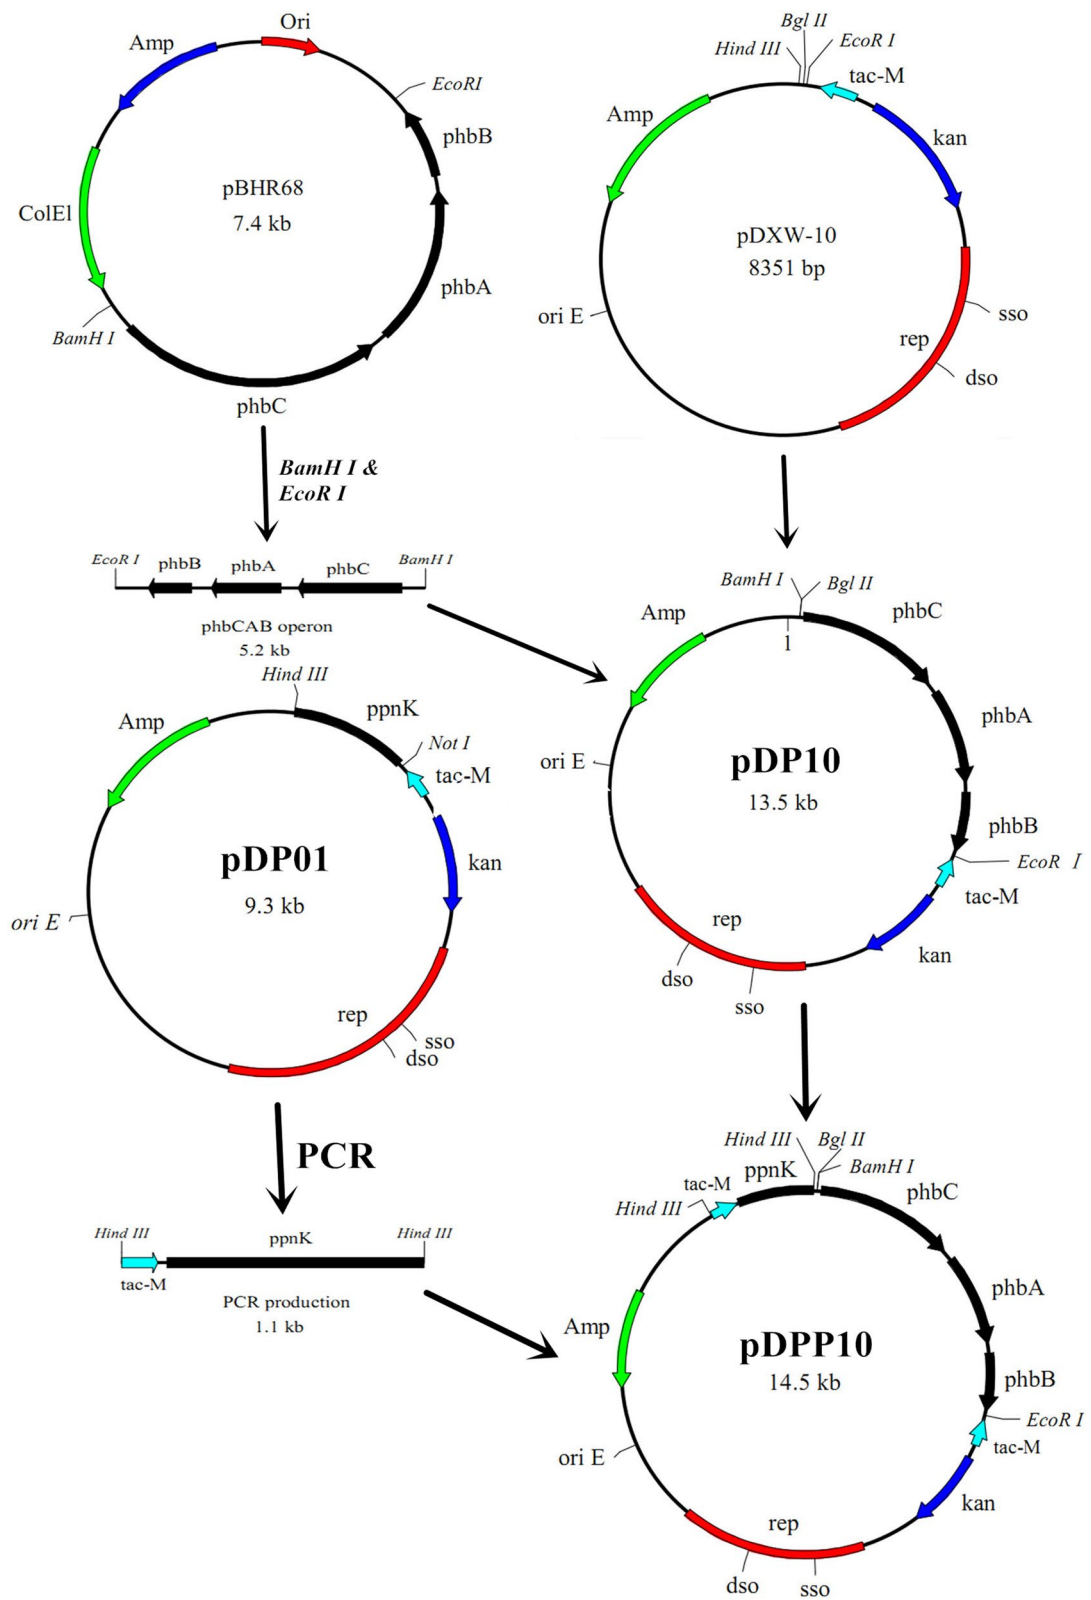 Ori
Amp
EcoRI
phbB
pBHR68
7.4 kb
ColEl
phbA
BamH I
phbC
Bgl II
Hind III
EcoR I
tac-M
Amp
kan
pDXW-10
8351 bp
ori E
sso
rep
dso
BamH I &
EcoR I
EcoR I
phbB
phbA
phbC
BamH I
phbCAB operon
5.2 kb
BamH I
Bgl II
Amp
phbC
1
phbA
ori E
pDP10
13.5 kb
phbB
EcoR I
tac-M
rep
kan
dso
sso
Hind III
Amp
ppnK
Not I
tac-M
pDP01
kan
9.3 kb
ori E
rep
sso
dso
PCR
Hind III
ppnK
Hind III
tac-M
PCR production
1.1 kb
Hind III
Bgl II
ppnK
BamH I
tac-M
phbC
Hind III
phbA
Amp
pDPP10
14.5 kb
phbB
EcoR I
tac-M
ori E
kan
rep
dso
sso